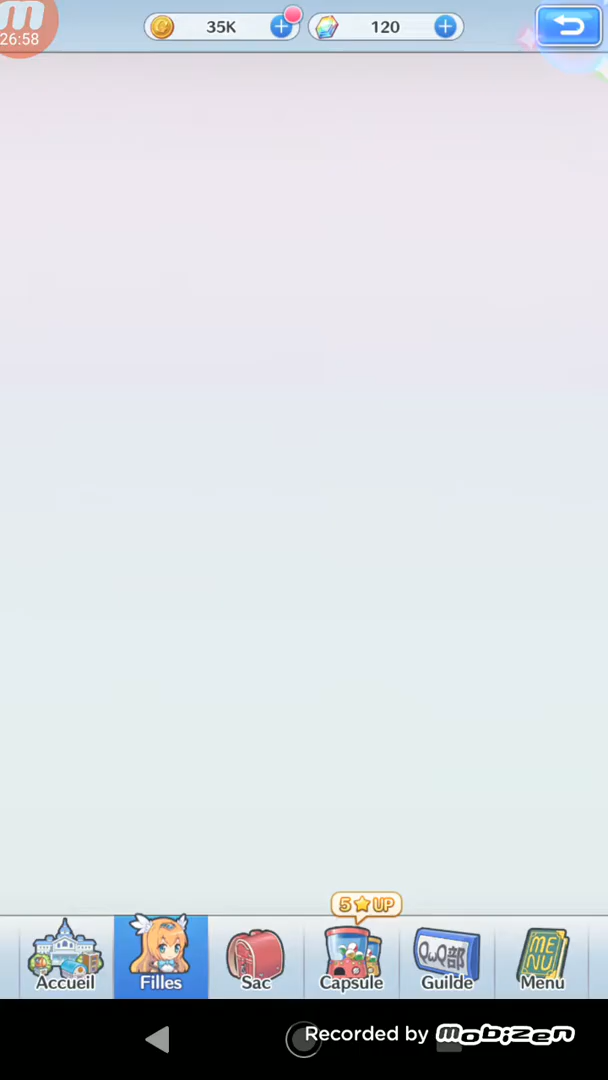 26:58
35K
120
5 UP
Accueil
Filles
Sac
QωQ部
Capsule
Guilde
MENU
Menu
Recorded by mobizen